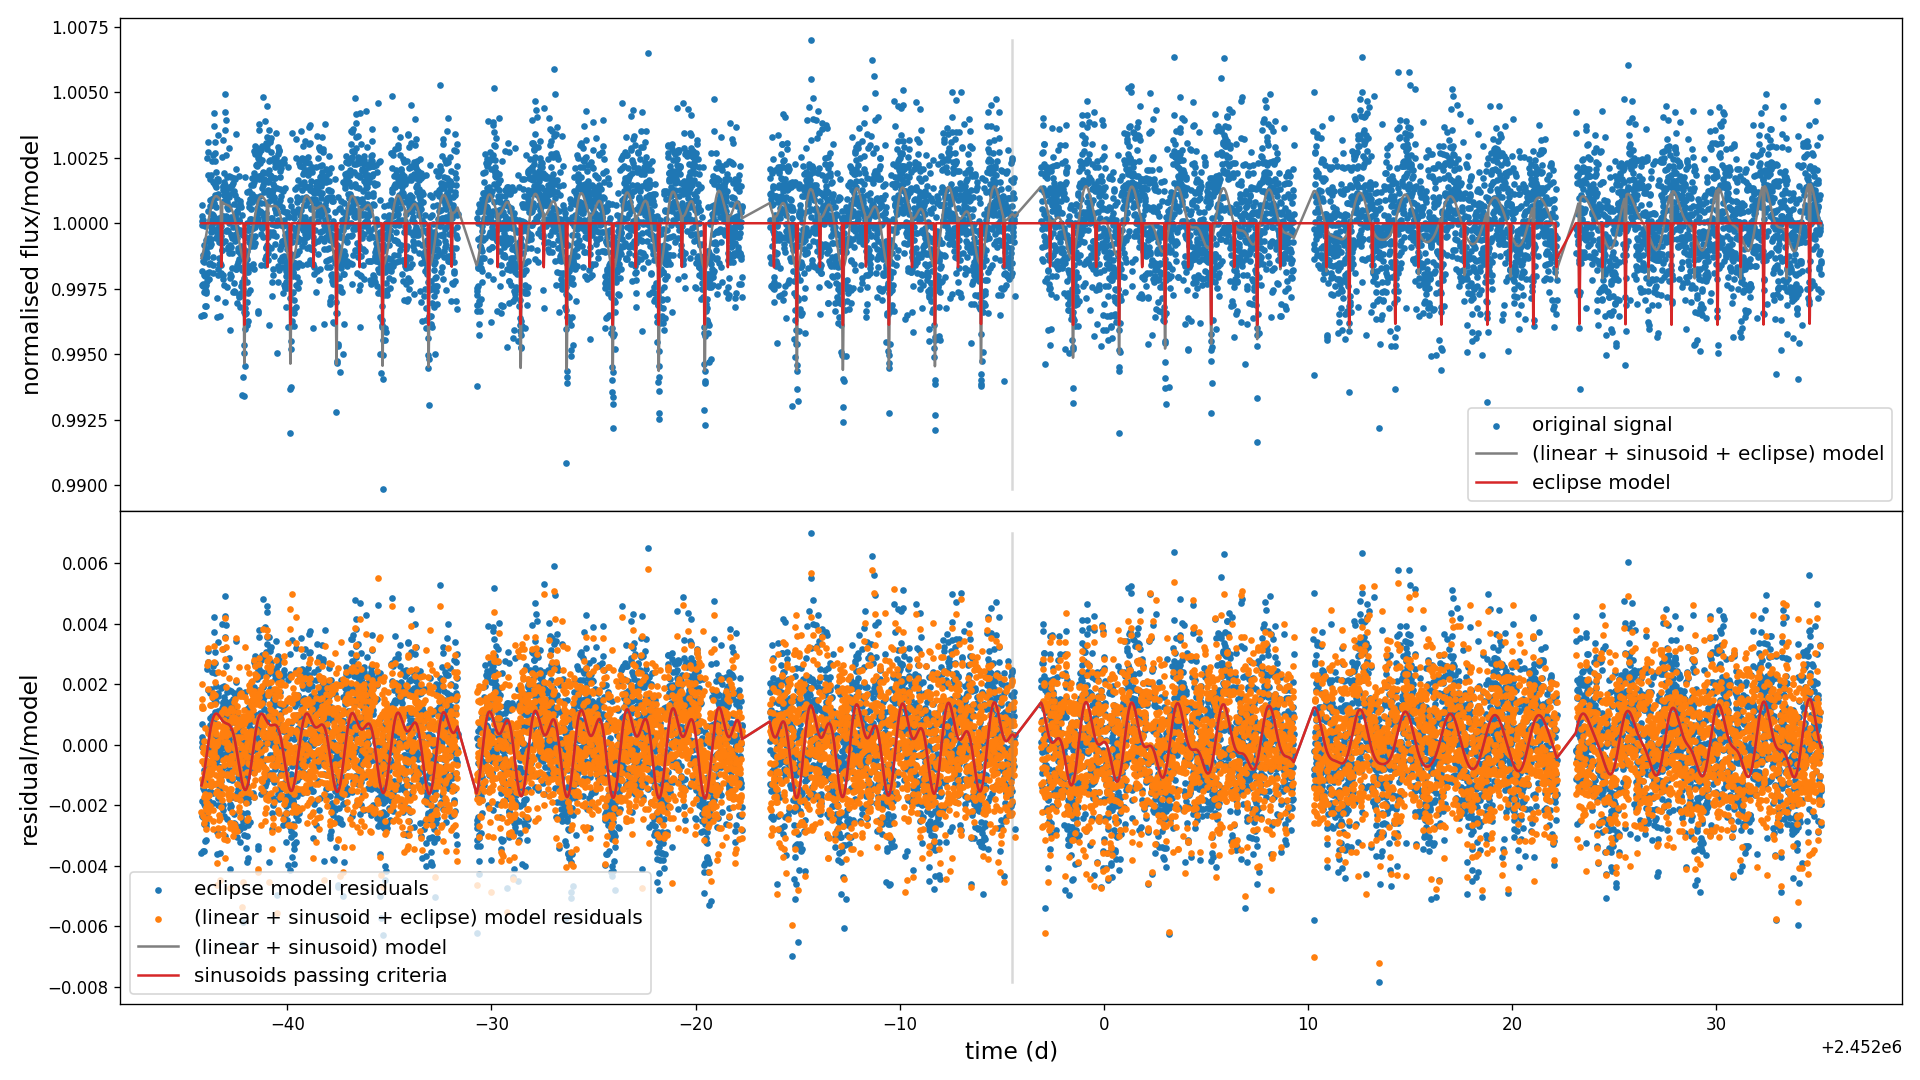 1.0075
1.0050
1.0025
1.0000
0.9975
0.9950
0.9925
0.9900
normalised flux/model
original signal
(linear + sinusoid + eclipse) model
eclipse model
0.006
0.004
0.002
0.000
−0.002
−0.004
−0.006
−0.008
residual/model
eclipse model residuals
(linear + sinusoid + eclipse) model residuals
(linear + sinusoid) model
sinusoids passing criteria
−40
−30
−20
−10
0
10
20
30
time (d)
+2.452e6